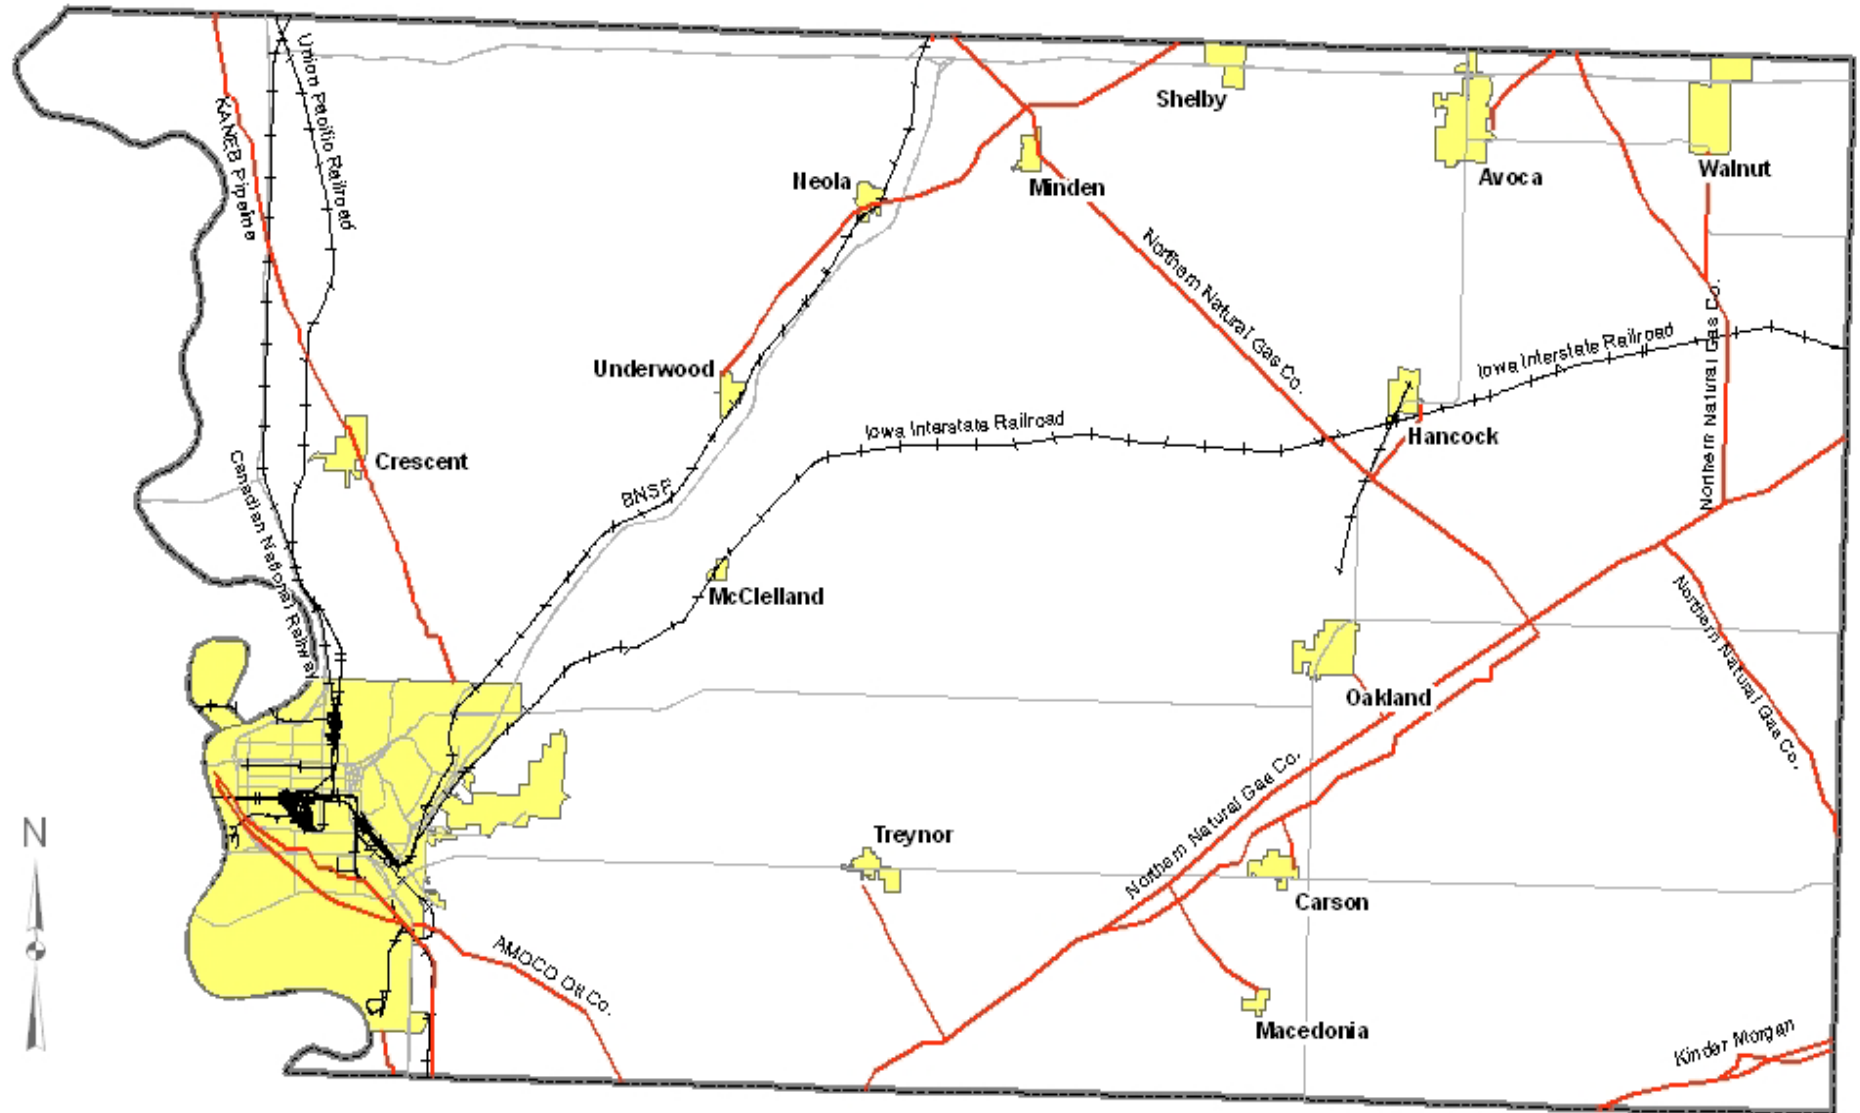 Union Pacific Railroad
KANEB Pipeline
Shelby
Neola
Minden
Avoca
Walnut
Northern Natural Gas Co.
Northern Natural Gas Co.
Underwood
Iowa Interstate Railroad
Iowa Interstate Railroad
Hancock
Crescent
Canadian National Railway
BNSF
McClelland
Northern Natural Gas Co.
Oakland
Northern Natural Gas Co.
N
Treynor
Carson
AMOCO Oil Co.
Macedonia
Kinder Morgan